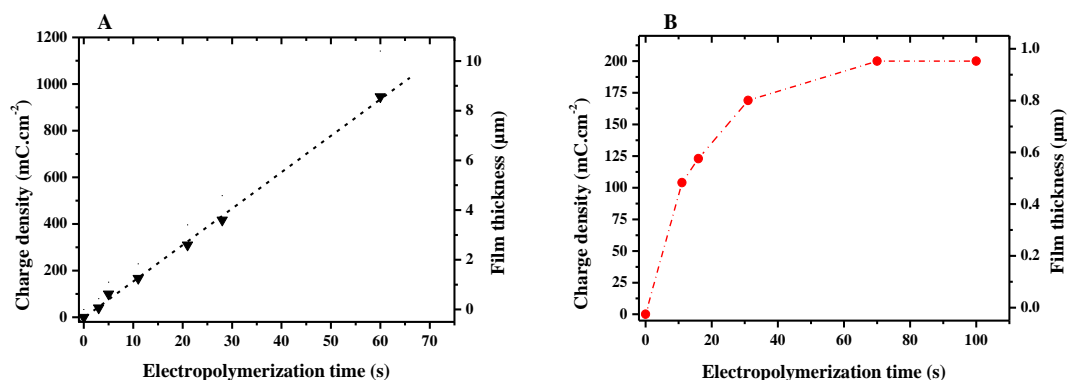 A
1200
1000
800
600
400
200
0
Charge density (mC.cm-2)
0 10 20 30 40 50 60 70
Electropolymerization time (s)
10
8
6
4
2
0
Film thickness (µm)
B
200
175
150
125
100
75
50
25
0
Charge density (mC.cm-2)
0 20 40 60 80 100
Electropolymerization time (s)
1.0
0.8
0.6
0.4
0.2
0.0
Film thickness (µm)